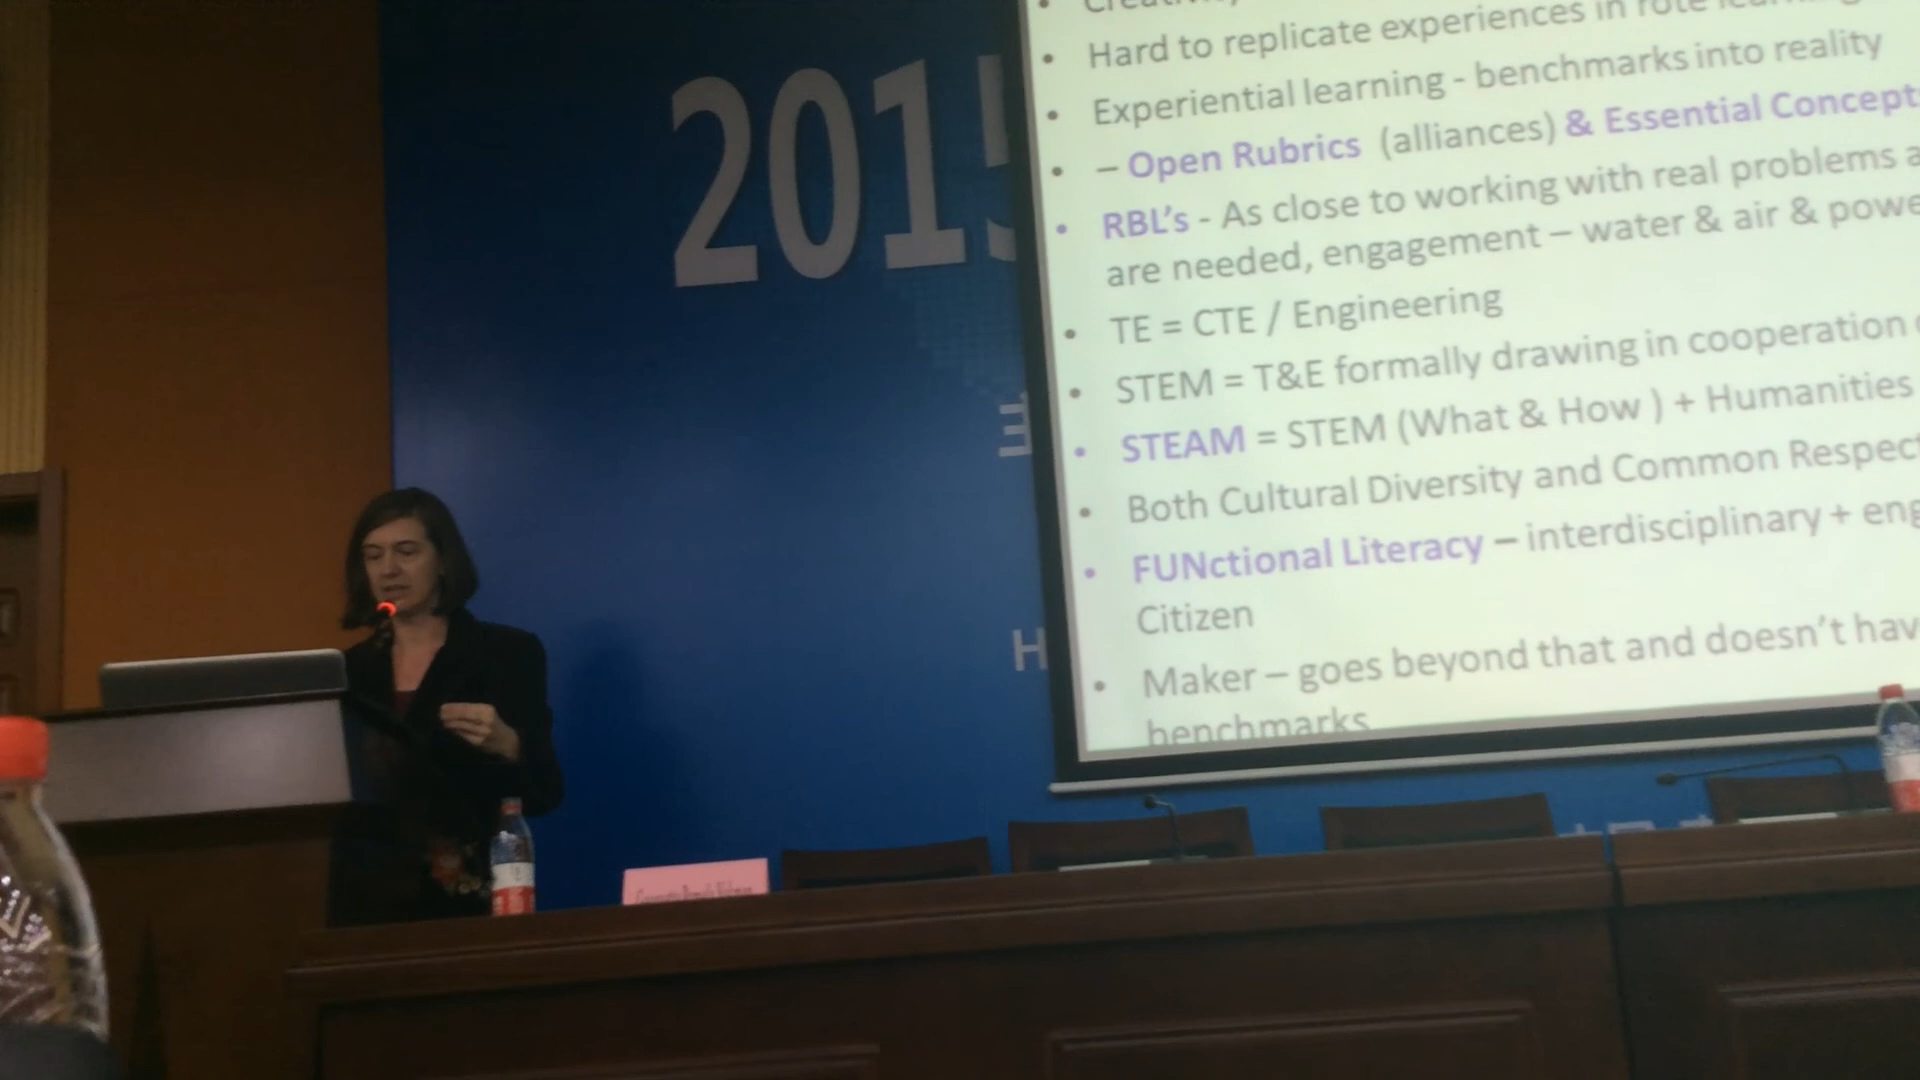 2015
主
H
Hard to replicate experiences in rote
Experiential learning - benchmarks into reality
– Open Rubrics (alliances) & Essential Concepts
RBL's - As close to working with real problems a
are needed, engagement – water & air & powe
TE = CTE / Engineering
STEM = T&E formally drawing in cooperation
STEAM = STEM (What & How ) + Humanities
Both Cultural Diversity and Common Respect
FUNctional Literacy – interdisciplinary + eng
Citizen
Maker – goes beyond that and doesn't hav
benchmarks